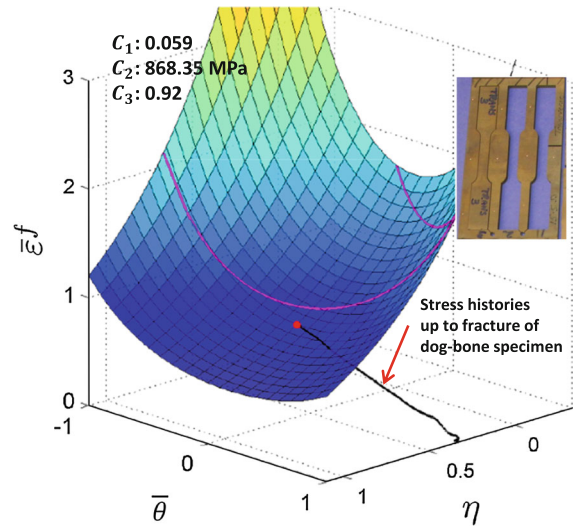 C₁: 0.059
C₂: 868.35 MPa
C₃: 0.92
3
2
1
0
ε̄ᶠ
Stress histories
up to fracture of
dog-bone specimen
-1
0
1
θ̄
1
0.5
0
η